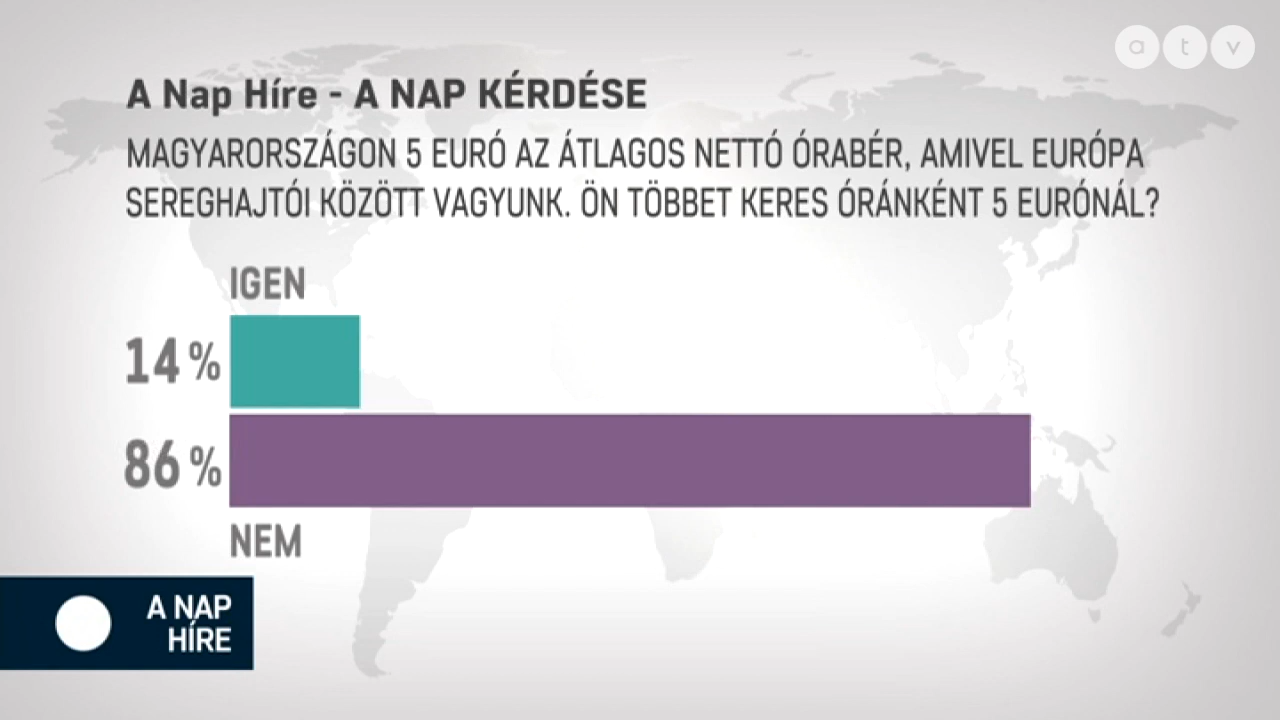 a t v
A Nap Híre - A NAP KÉRDÉSE
MAGYARORSZÁGON 5 EURÓ AZ ÁTLAGOS NETTÓ ÓRABÉR, AMIVEL EURÓPA
SEREGHAJTÓI KÖZÖTT VAGYUNK. ÖN TÖBBET KERES ÓRÁNKÉNT 5 EURÓNÁL?
IGEN
14 %
86 %
NEM
A NAP
HÍRE